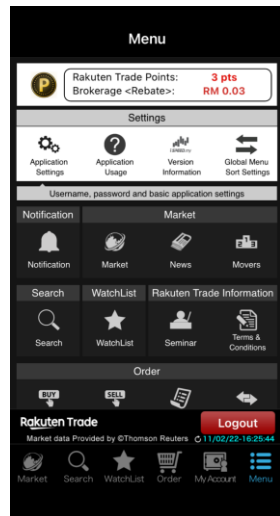 Menu
P
Rakuten Trade Points: 3 pts
Brokerage <Rebate>: RM 0.03
Settings
Application Settings
Application Usage
Version Information
Global Menu Sort Settings
Username, password and basic application settings
Notification
Market
Notification
Market
News
Movers
Search
WatchList
Rakuten Trade Information
Search
WatchList
Seminar
Terms & Conditions
Order
BUY
SELL
Rakuten Trade
Logout
Market data Provided by ©Thomson Reuters
11/02/22-16:25:44
Market
Search
WatchList
Order
My Account
Menu